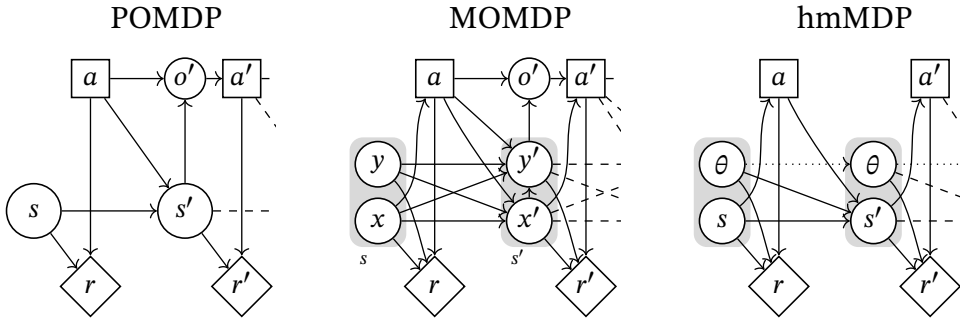 POMDP MOMDP hmMDP
a o′ a′ a o′ a′ a a′
y y′ θ θ
s s′ x x′ s s′
s s′
r r′ r r′ r r′